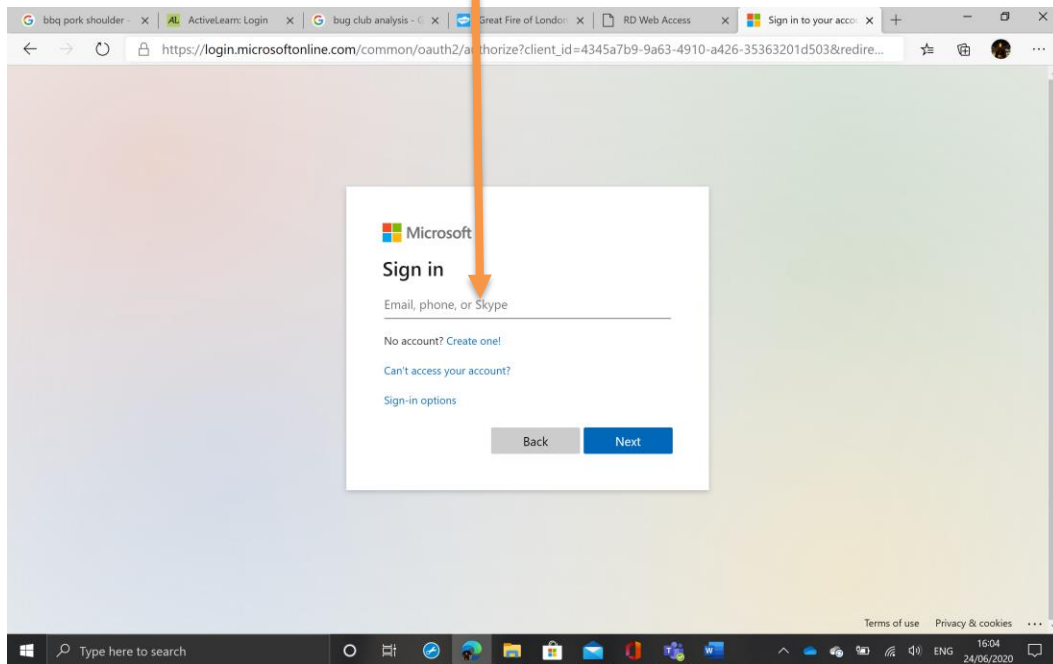 bbq pork shoulder - ActiveLearn: Login bug club analysis - G Great Fire of London RD Web Access Sign in to your acco
https://login.microsoftonline.com/common/oauth2/authorize?client_id=4345a7b9-9a63-4910-a426-35363201d503&redire...
Microsoft
Sign in
Email, phone, or Skype
No account? Create one!
Can't access your account?
Sign-in options
Back Next
Terms of use Privacy & cookies ...
Type here to search ENG 16:04
24/06/2020